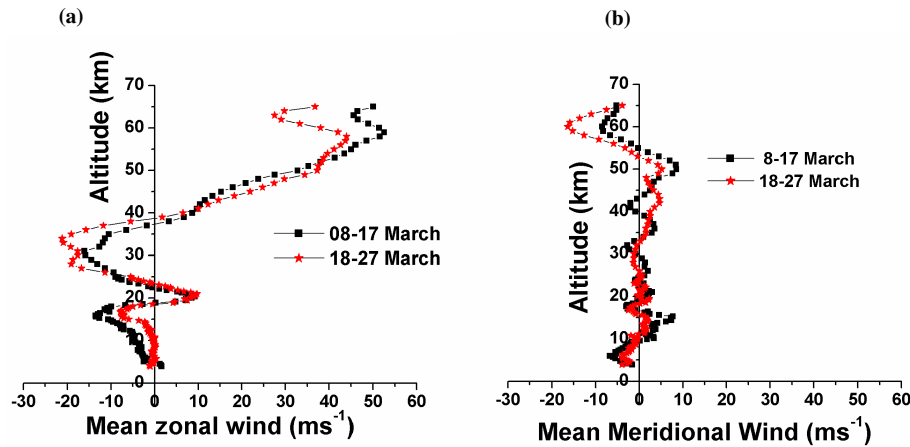 (a)
(b)
Altitude (km)
70
60
50
40
30
20
10
0
08-17 March
18-27 March
-30 -20 -10 0 10 20 30 40 50 60
Mean zonal wind (ms⁻¹)
Altitude (km)
70
60
50
40
30
20
10
0
8-17 March
18-27 March
-30 -20 -10 0 10 20 30 40 50 60
Mean Meridional Wind (ms⁻¹)